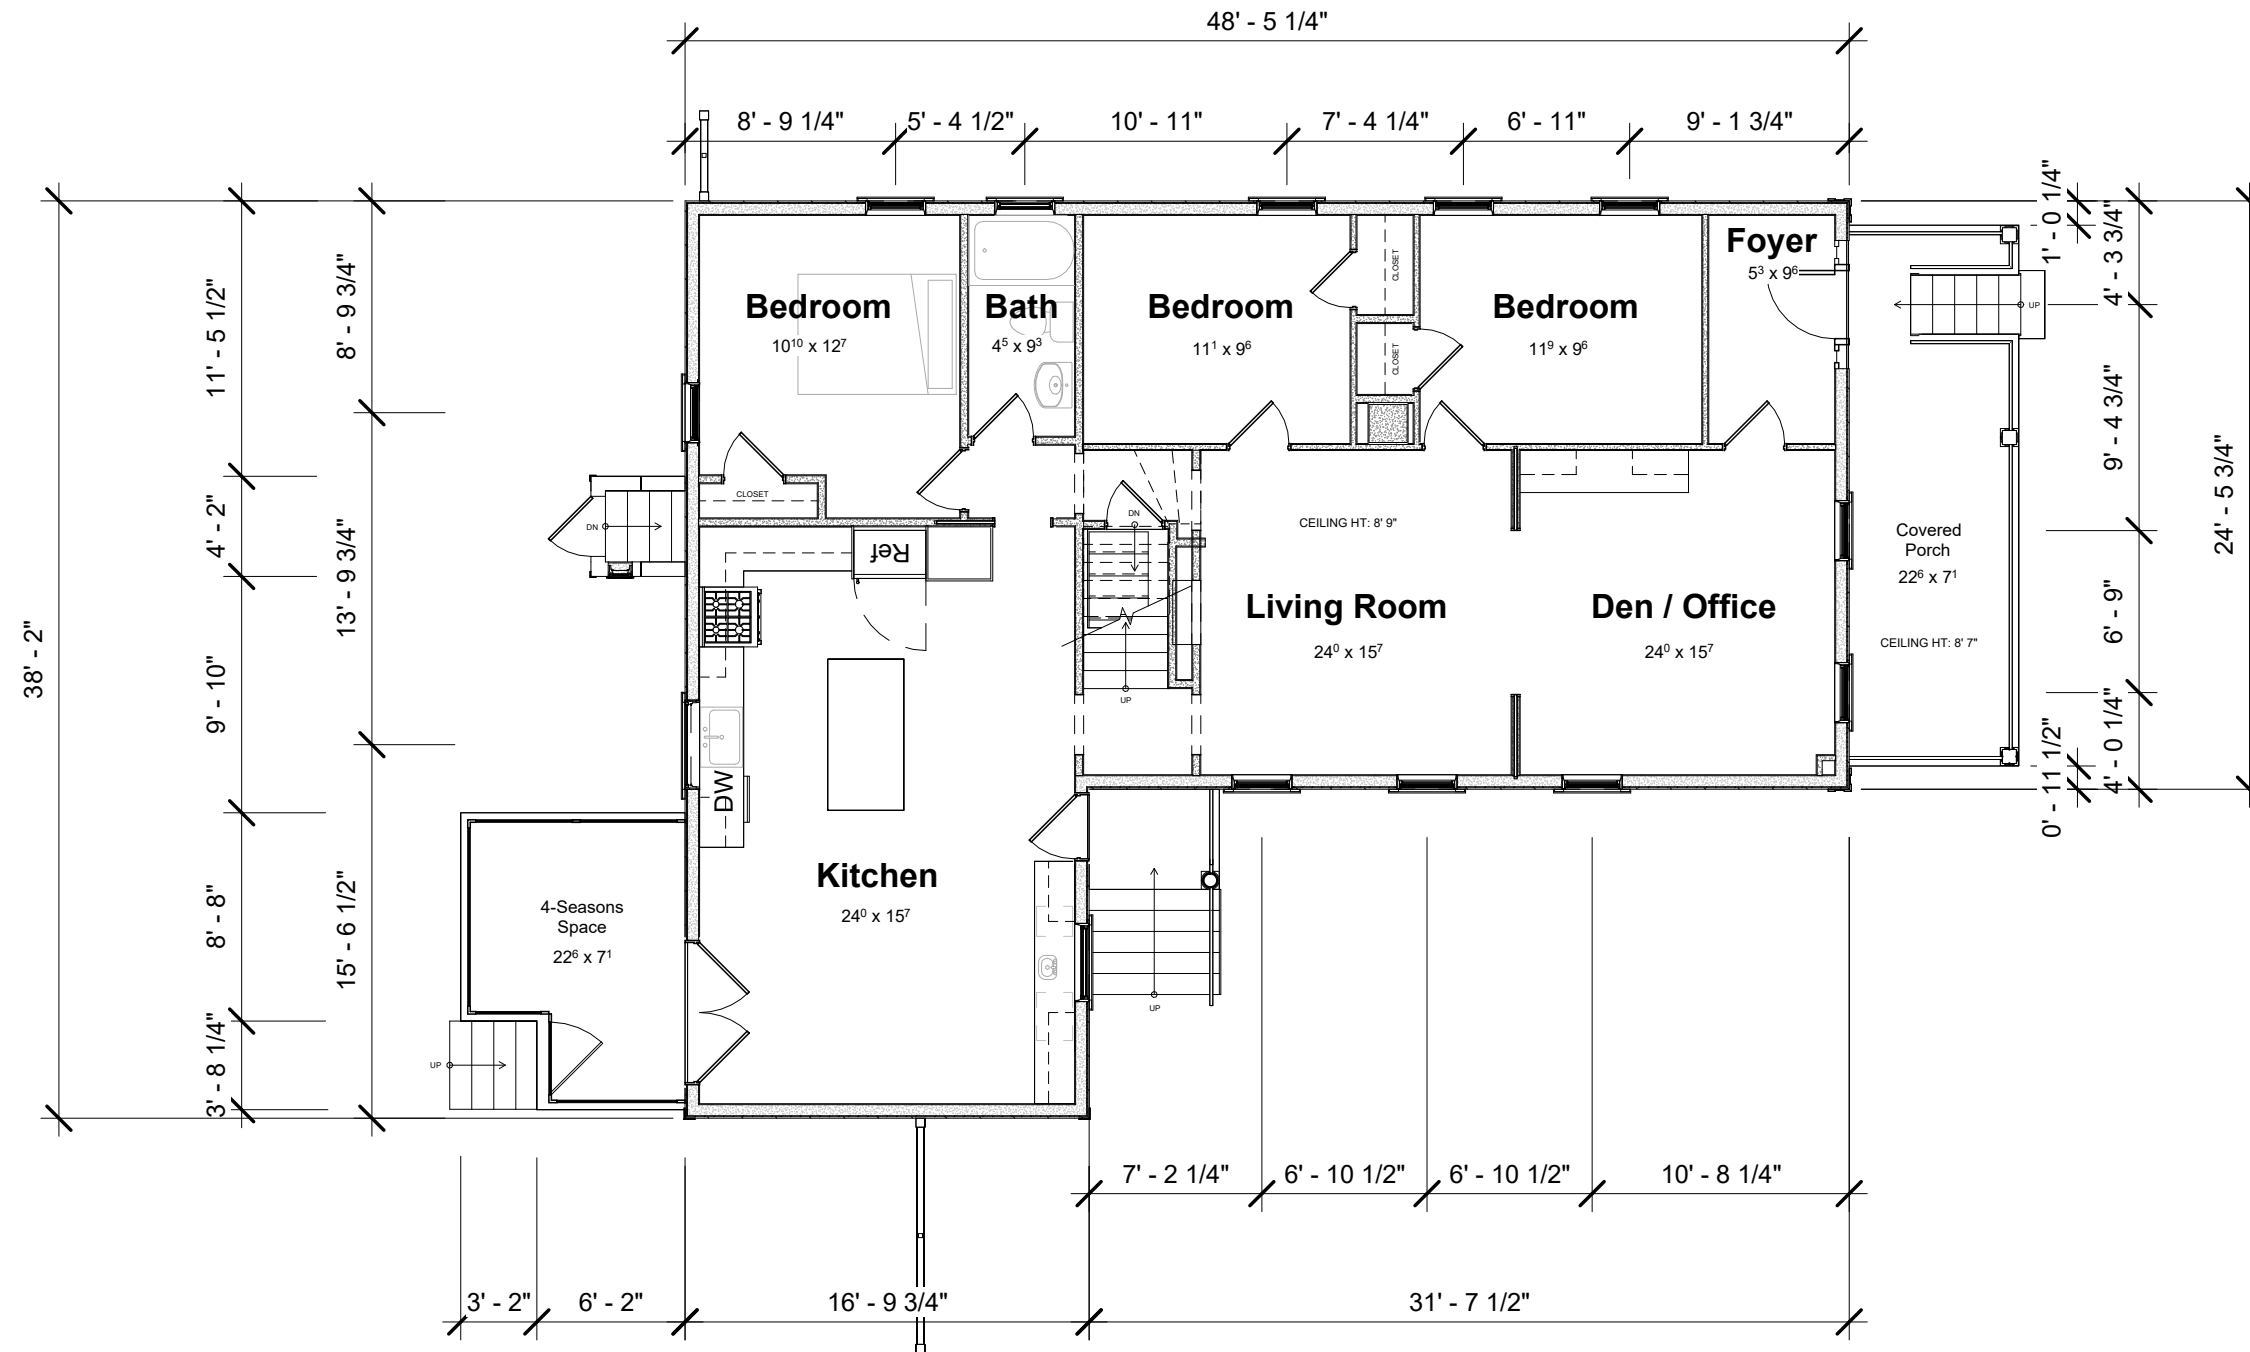 48' - 5 1/4"
8' - 9 1/4"
5' - 4 1/2"
10' - 11"
7' - 4 1/4"
6' - 11"
9' - 1 3/4"
38' - 2"
11' - 5 1/2"
4' - 2"
9' - 10"
8' - 8"
3' - 8 1/4"
8' - 9 3/4"
13' - 9 3/4"
15' - 6 1/2"
Bedroom
10¹⁰ x 12⁷
Bath
4⁵ x 9³
Bedroom
11¹ x 9⁶
CLOSET
CLOSET
Bedroom
11⁹ x 9⁶
Foyer
5³ x 9⁶
UP
1' - 0 1/4"
4' - 3 3/4"
9' - 4 3/4"
6' - 9"
4' - 0 1/4"
0' - 11 1/2"
24' - 5 3/4"
CLOSET
DN
Ref
DN
UP
CEILING HT: 8' 9"
Living Room
24⁰ x 15⁷
Den / Office
24⁰ x 15⁷
Covered
Porch
22⁶ x 7¹
CEILING HT: 8' 7"
DW
Kitchen
24⁰ x 15⁷
4-Seasons
Space
22⁶ x 7¹
UP
UP
7' - 2 1/4"
6' - 10 1/2"
6' - 10 1/2"
10' - 8 1/4"
3' - 2"
6' - 2"
16' - 9 3/4"
31' - 7 1/2"